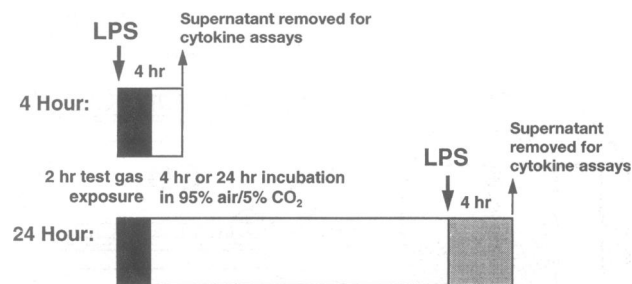 Supernatant removed for
cytokine assays
LPS
4 hr
4 Hour:
2 hr test gas
exposure
4 hr or 24 hr incubation
in 95% air/5% CO₂
LPS
Supernatant
removed for
cytokine assays
4 hr
24 Hour: